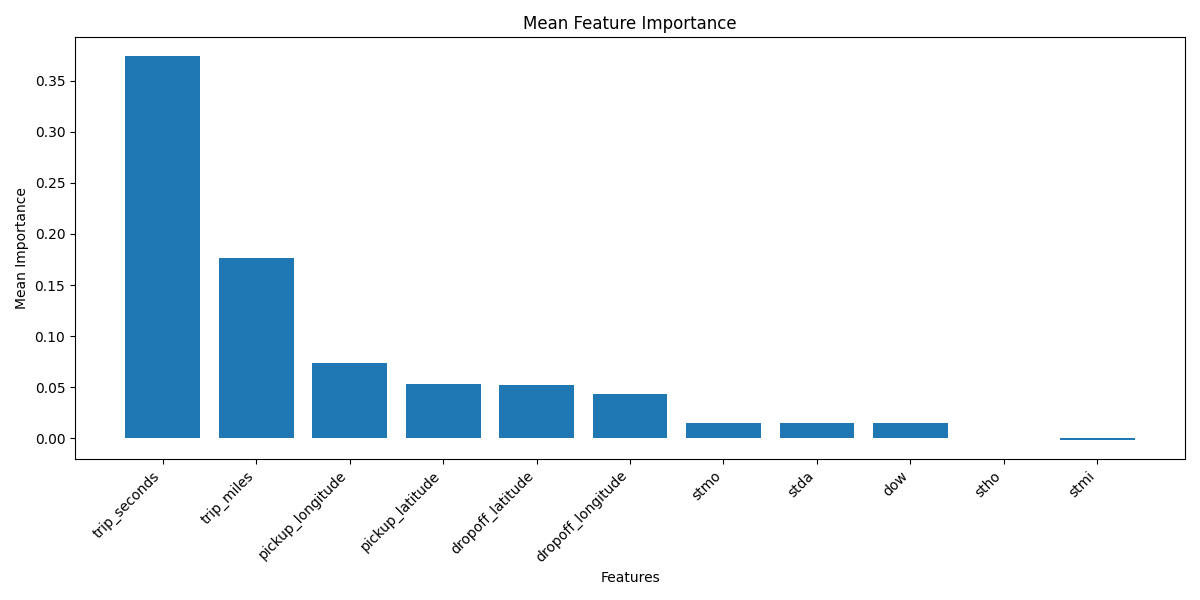 Mean Feature Importance
Mean Importance
0.35
0.30
0.25
0.20
0.15
0.10
0.05
0.00
trip_seconds
trip_miles
pickup_longitude
pickup_latitude
dropoff_latitude
dropoff_longitude
stmo
stda
dow
stho
stmi
Features